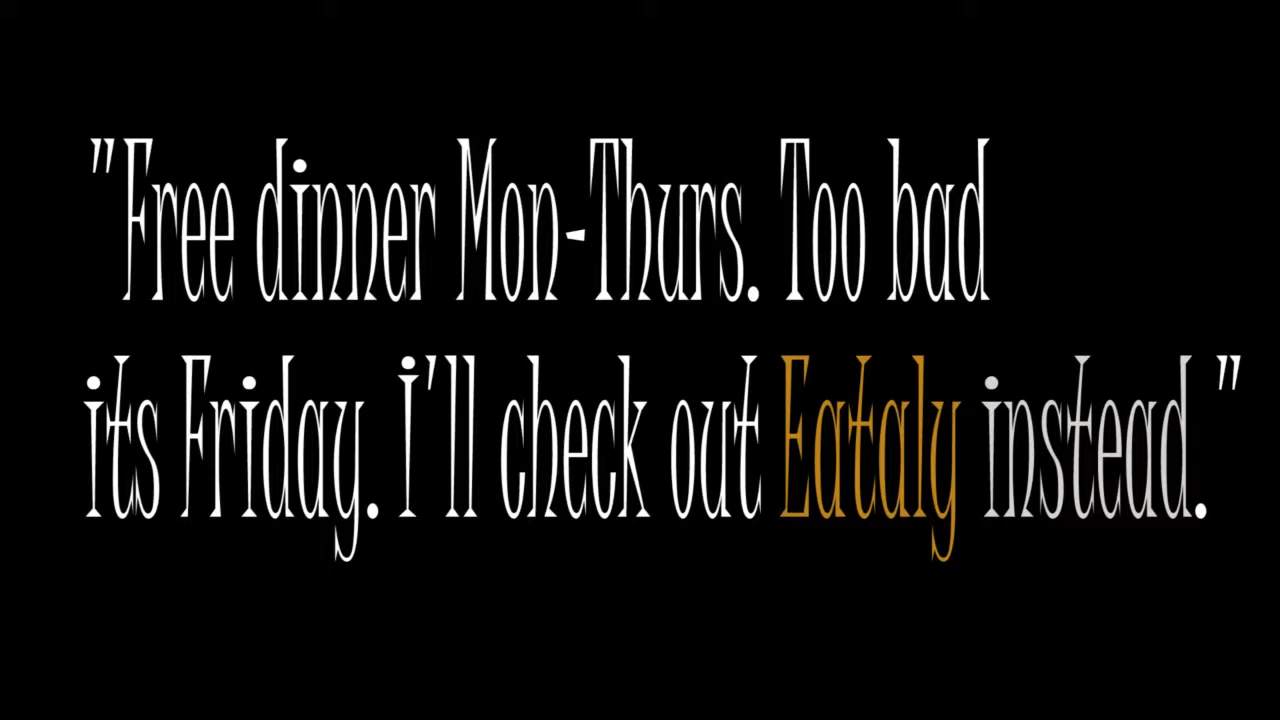 "Free dinner Mon-Thurs. Too bad
its Friday. I'll check out Eataly instead."